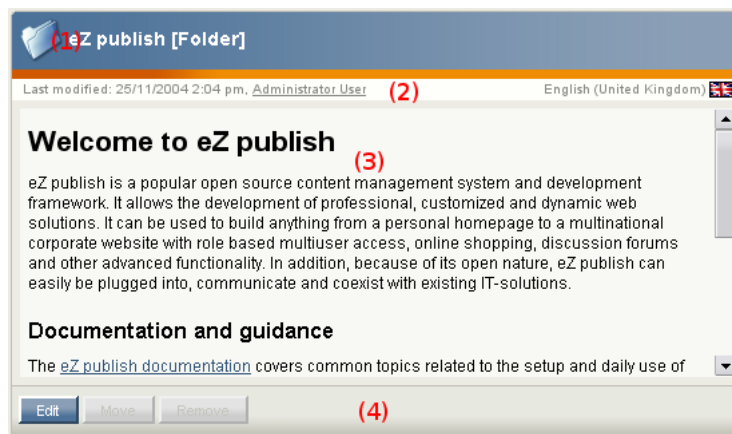 (1) eZ publish [Folder]
Last modified: 25/11/2004 2:04 pm, Administrator User (2) English (United Kingdom)
Welcome to eZ publish
(3)
eZ publish is a popular open source content management system and development
framework. It allows the development of professional, customized and dynamic web
solutions. It can be used to build anything from a personal homepage to a multinational
corporate website with role based multiuser access, online shopping, discussion forums
and other advanced functionality. In addition, because of its open nature, eZ publish can
easily be plugged into, communicate and coexist with existing IT-solutions.
Documentation and guidance
The eZ publish documentation covers common topics related to the setup and daily use of
Edit Move Remove (4)